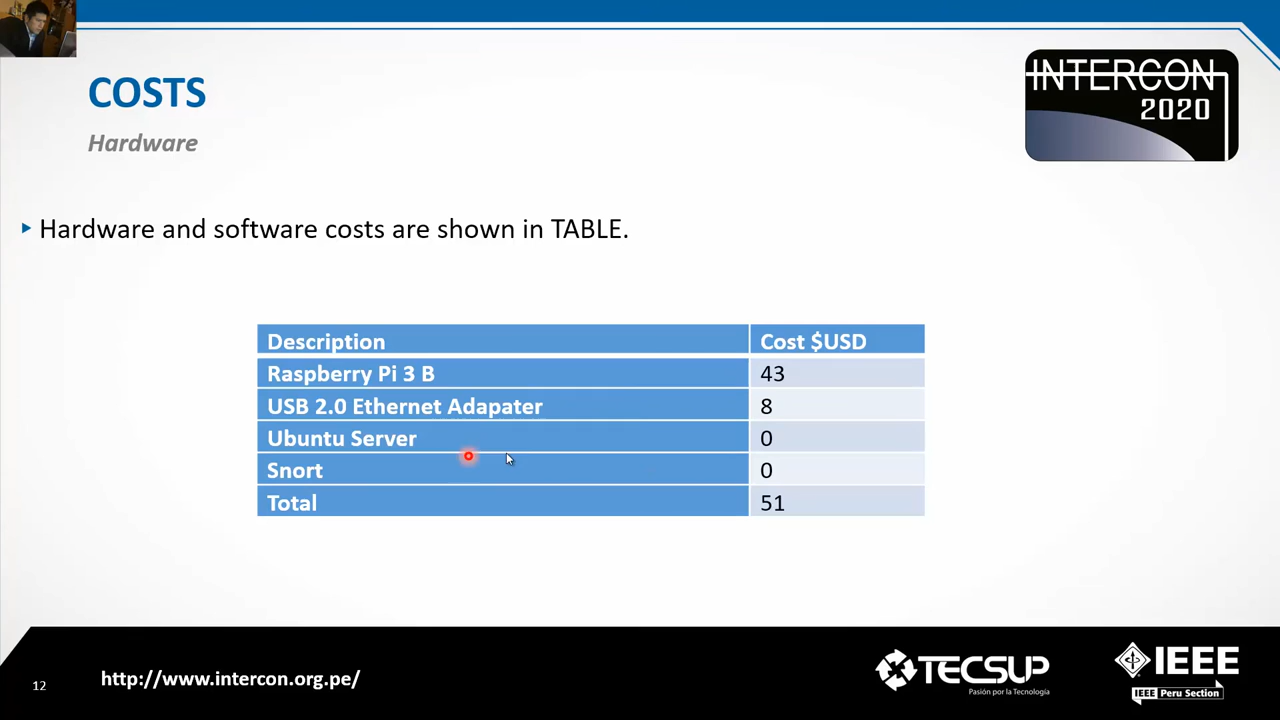 COSTS
Hardware
INTERCON
2020
Hardware and software costs are shown in TABLE.
Description Cost $USD
Raspberry Pi 3 B 43
USB 2.0 Ethernet Adapater 8
Ubuntu Server 0
Snort 0
Total 51
12
http://www.intercon.org.pe/
TECSUP
Pasión por la Tecnología
IEEE
IEEE Peru Section